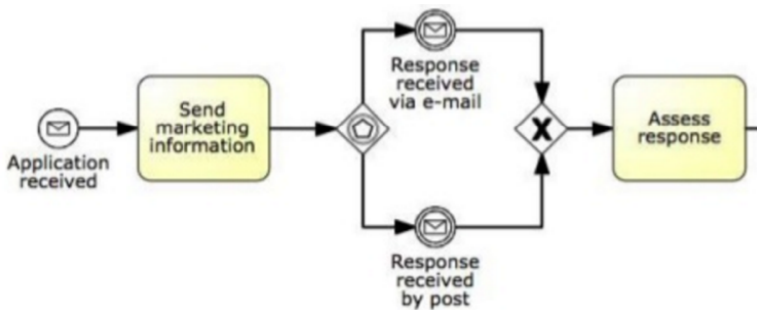 Application
received
Send
marketing
information
Response
received
via e-mail
Response
received
by post
X
Assess
response